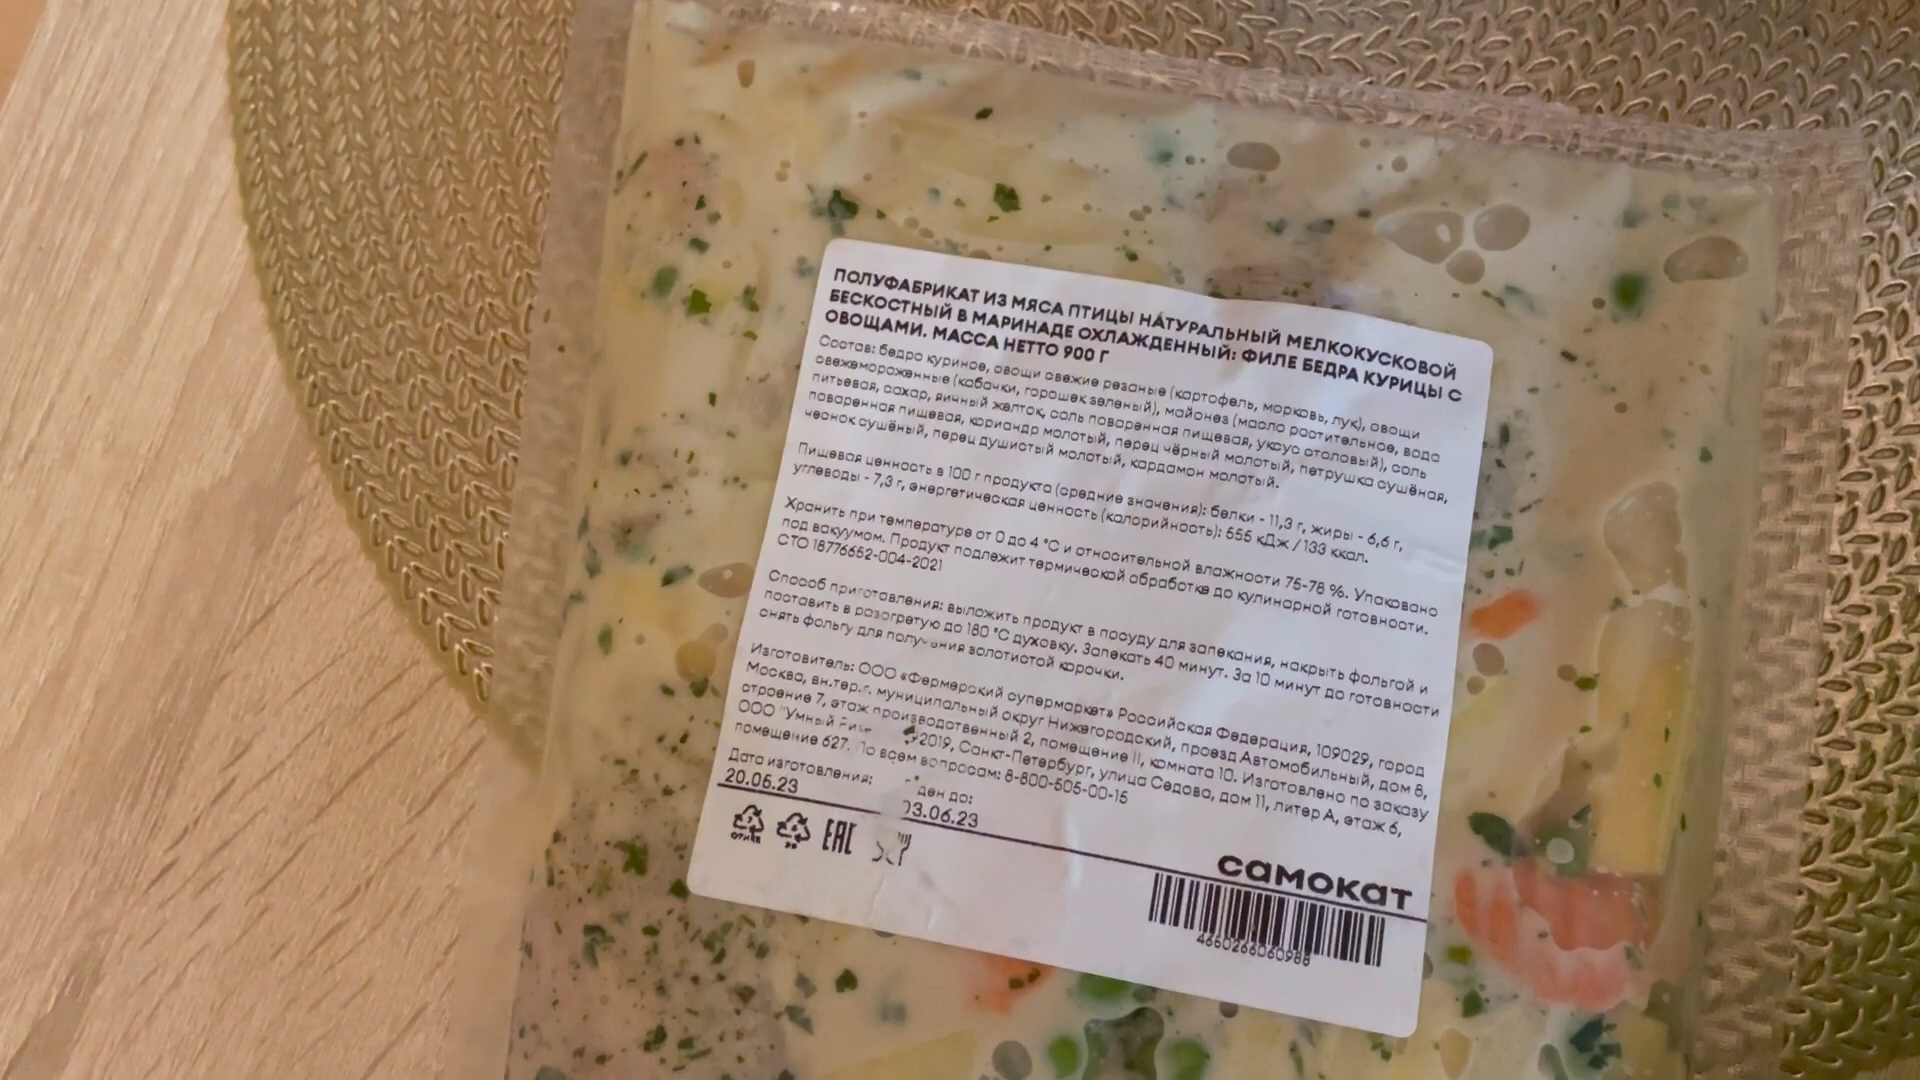 ПОЛУФАБРИКАТ ИЗ МЯСА ПТИЦЫ НАТУРАЛЬНЫЙ МЕЛКОКУСКОВОЙ
БЕСКОСТНЫЙ В МАРИНАДЕ ОХЛАЖДЕННЫЙ: ФИЛЕ БЕДРА КУРИЦЫ С
ОВОЩАМИ. МАССА НЕТТО 900 Г
Состав: бедро куриное, овощи свежие резаные (картофель, морковь, лук), овощи
свежемороженные (кабачки, горошек зеленый), майонез (масло растительное, вода
питьевая, сахар, яичный желток, соль поваренная пищевая, уксус столовый), соль
поваренная пищевая, кориандр молотый, перец чёрный молотый, петрушка сушёная,
чеснок сушёный, перец душистый молотый, кардамон молотый.
Пищевая ценность в 100 г продукта (средние значения): белки - 11,3 г, жиры - 6,6 г,
углеводы - 7,3 г, энергетическая ценность (калорийность): 555 кДж / 133 ккал.
Хранить при температуре от 0 до 4 °С и относительной влажности 75-78 %. Упаковано
под вакуумом. Продукт подлежит термической обработке до кулинарной готовности.
СТО 18776652-004-2021
Способ приготовления: выложить продукт в посуду для запекания, накрыть фольгой и
поставить в разогретую до 180 °С духовку. Запекать 40 минут. За 10 минут до готовности
снять фольгу для получения золотистой корочки.
Изготовитель: ООО «Фермерский супермаркет» Российская Федерация, 109029, город
Москва, вн.тер.г. муниципальный округ Нижегородский, проезд Автомобильный, дом 8,
строение 7, этаж производственный 2, помещение II, комната 10. Изготовлено по заказу
ООО "Умный 2019, Санкт-Петербург, улица Седова, дом 11, литер А, этаж 6,
помещение 627. По всем вопросам: 8-800-505-00-15
Дата изготовления: ден до:
20.05.23 03.06.23
EAC
самокат
4660266060988